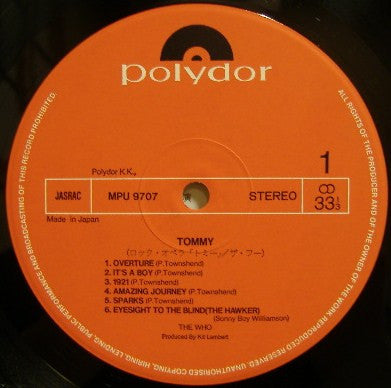 polydor
Polydor K.K.
JASRAC
MPU 9707
STEREO
1
33 1/3
Made in Japan
TOMMY
(ロック・オペラ「トミー」/ザ・フー)
1. OVERTURE (P.Townshend)
2. IT'S A BOY (P.Townshend)
3. 1921 (P.Townshend)
4. AMAZING JOURNEY (P.Townshend)
5. SPARKS (P.Townshend)
6. EYESIGHT TO THE BLIND(THE HAWKER)
(Sonny Boy Williamson)
THE WHO
Produced by Kit Lambert
ALL RIGHTS OF THE PRODUCER AND OF THE OWNER OF THE WORK REPRODUCED RESERVED. UNAUTHORISED COPYING, HIRING, LENDING, PUBLIC PERFORMANCE AND BROADCASTING OF THIS RECORD PROHIBITED.